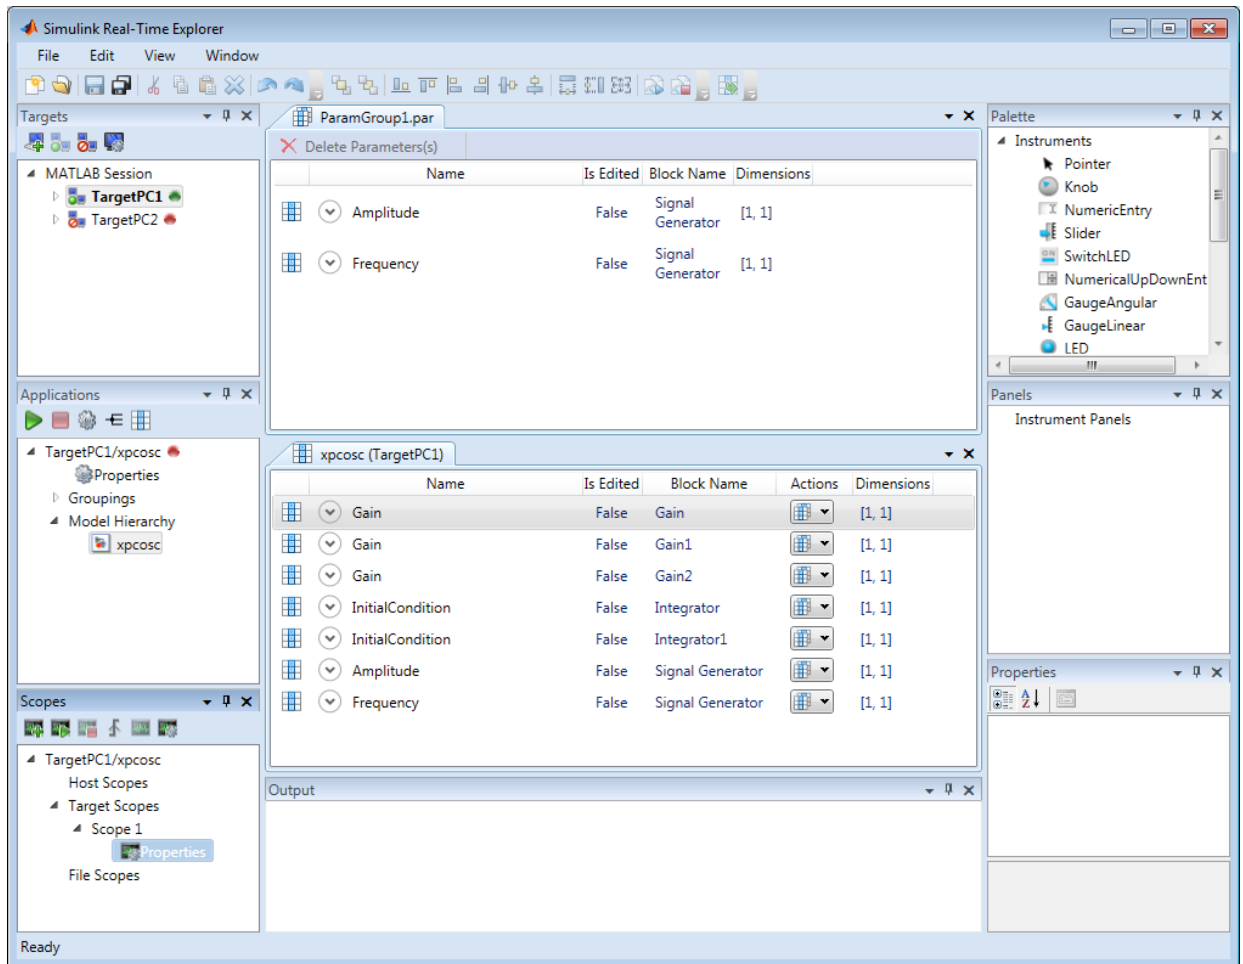 Simulink Real-Time Explorer
File Edit View Window
Targets
MATLAB Session
TargetPC1
TargetPC2
Applications
TargetPC1/xpcosc
Properties
Groupings
Model Hierarchy
xpcosc
Scopes
TargetPC1/xpcosc
Host Scopes
Target Scopes
Scope 1
Properties
File Scopes
ParamGroup1.par
Delete Parameters(s)
Name Is Edited Block Name Dimensions
Amplitude False Signal Generator [1, 1]
Frequency False Signal Generator [1, 1]
xpcosc (TargetPC1)
Name Is Edited Block Name Actions Dimensions
Gain False Gain [1, 1]
Gain False Gain1 [1, 1]
Gain False Gain2 [1, 1]
InitialCondition False Integrator [1, 1]
InitialCondition False Integrator1 [1, 1]
Amplitude False Signal Generator [1, 1]
Frequency False Signal Generator [1, 1]
Output
Palette
Instruments
Pointer
Knob
NumericEntry
Slider
SwitchLED
NumericalUpDownEnt
GaugeAngular
GaugeLinear
LED
Panels
Instrument Panels
Properties
Ready